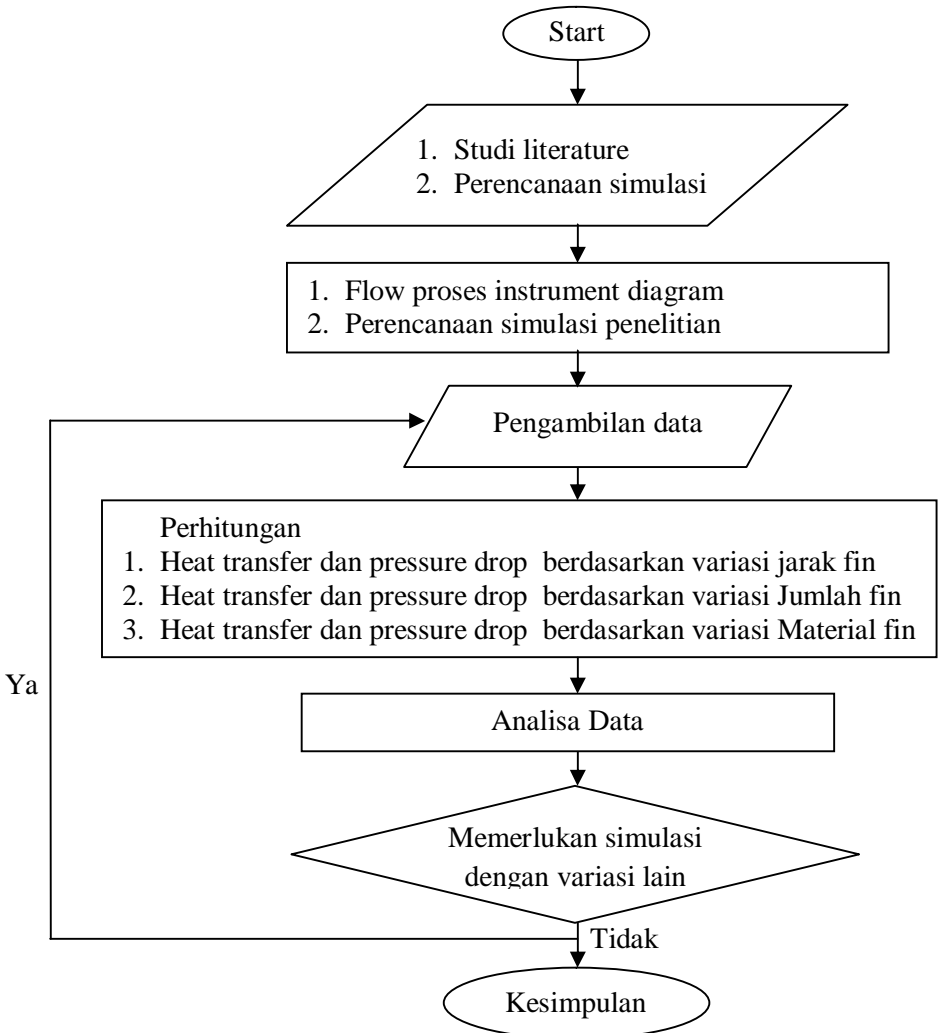 Start
1. Studi literature
2. Perencanaan simulasi
1. Flow proses instrument diagram
2. Perencanaan simulasi penelitian
Pengambilan data
Perhitungan
1. Heat transfer dan pressure drop berdasarkan variasi jarak fin
2. Heat transfer dan pressure drop berdasarkan variasi Jumlah fin
3. Heat transfer dan pressure drop berdasarkan variasi Material fin
Ya
Analisa Data
Memerlukan simulasi
dengan variasi lain
Tidak
Kesimpulan